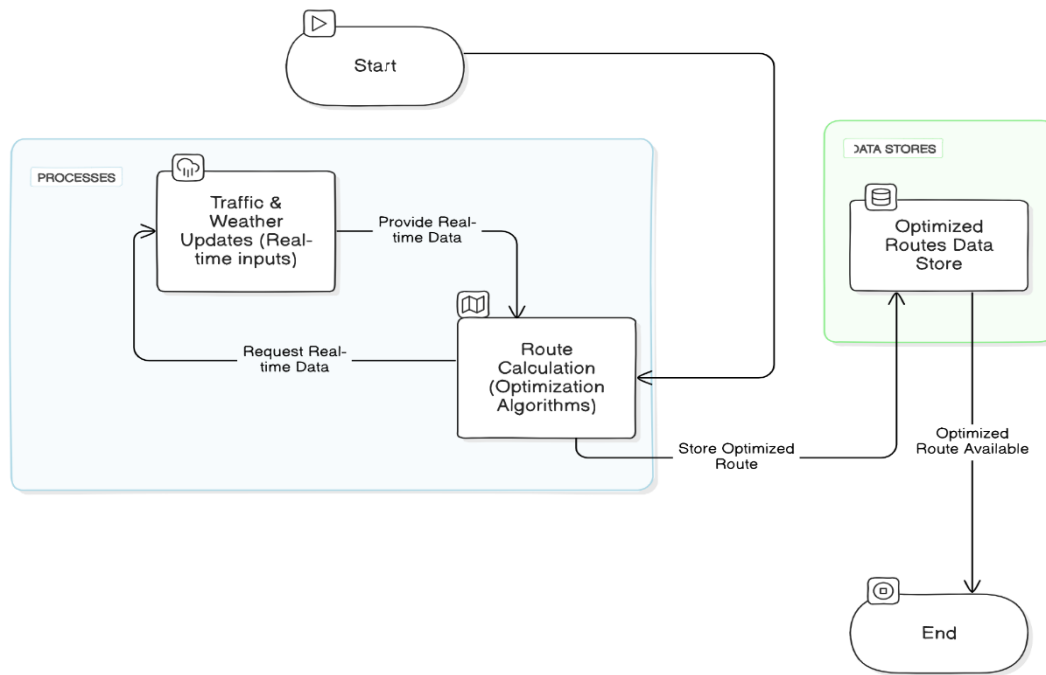 Start
PROCESSES
Traffic &
Weather
Updates (Real-
time inputs)
Provide Real-
time Data
Request Real-
time Data
Route
Calculation
(Optimization
Algorithms)
DATA STORES
Optimized
Routes Data
Store
Store Optimized
Route
Optimized
Route Available
End